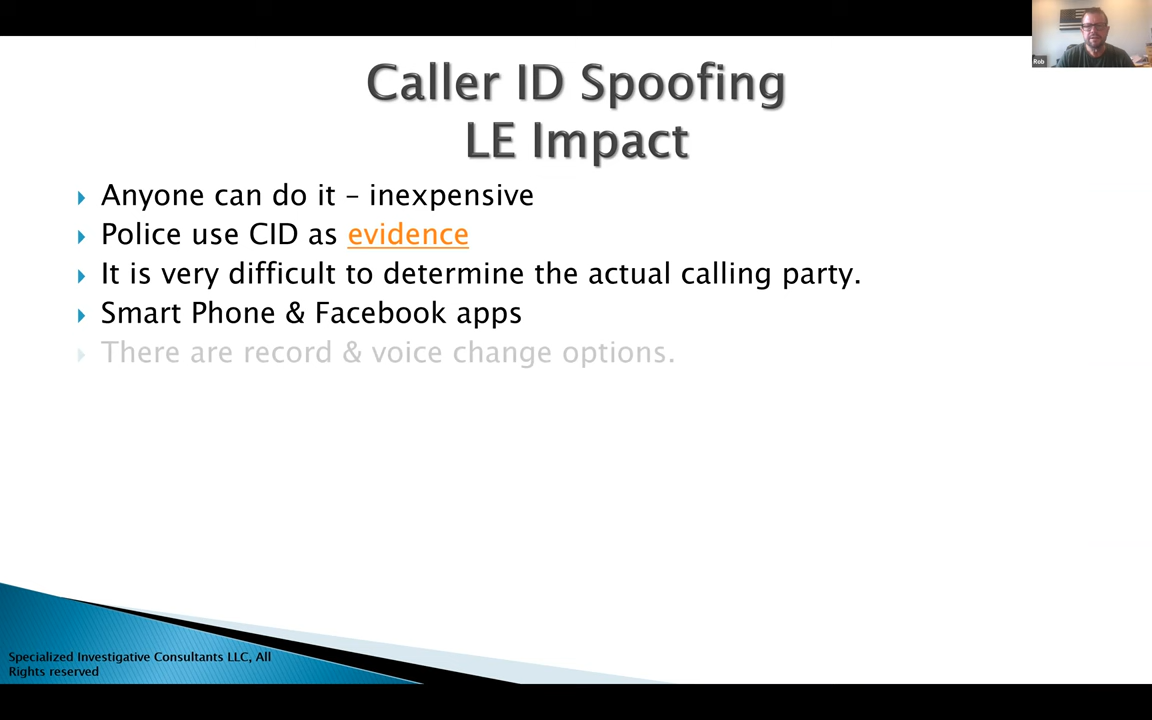 Rob
Caller ID Spoofing
LE Impact
Anyone can do it – inexpensive
Police use CID as evidence
It is very difficult to determine the actual calling party.
Smart Phone & Facebook apps
There are record & voice change options.
Specialized Investigative Consultants LLC, All
Rights reserved